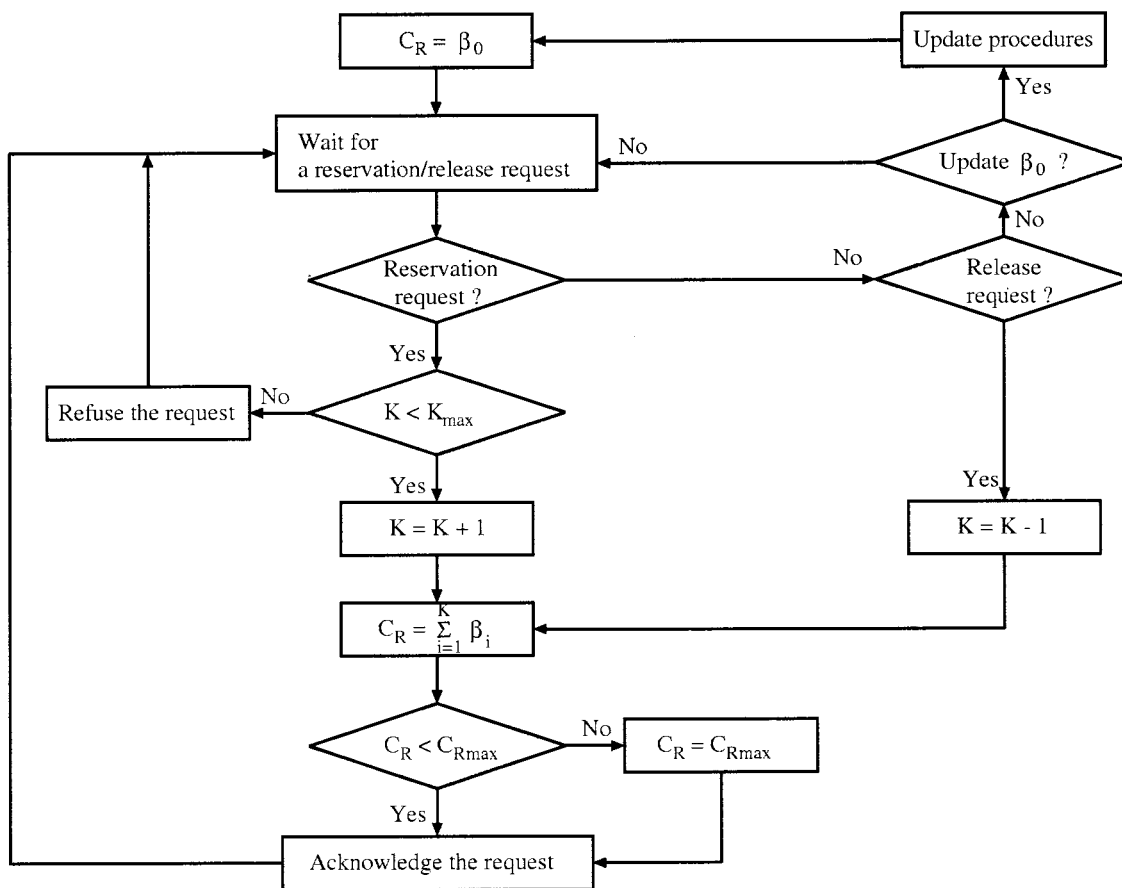 C_R = β_0
Update procedures
Yes
Wait for
a reservation/release request
No
Update β_0 ?
No
Reservation
request ?
No
Release
request ?
Yes
Refuse the request
No
K < K_max
Yes
K = K + 1
Yes
K = K - 1
C_R = Σ_{i=1}^{K} β_i
C_R < C_Rmax
No
C_R = C_Rmax
Yes
Acknowledge the request